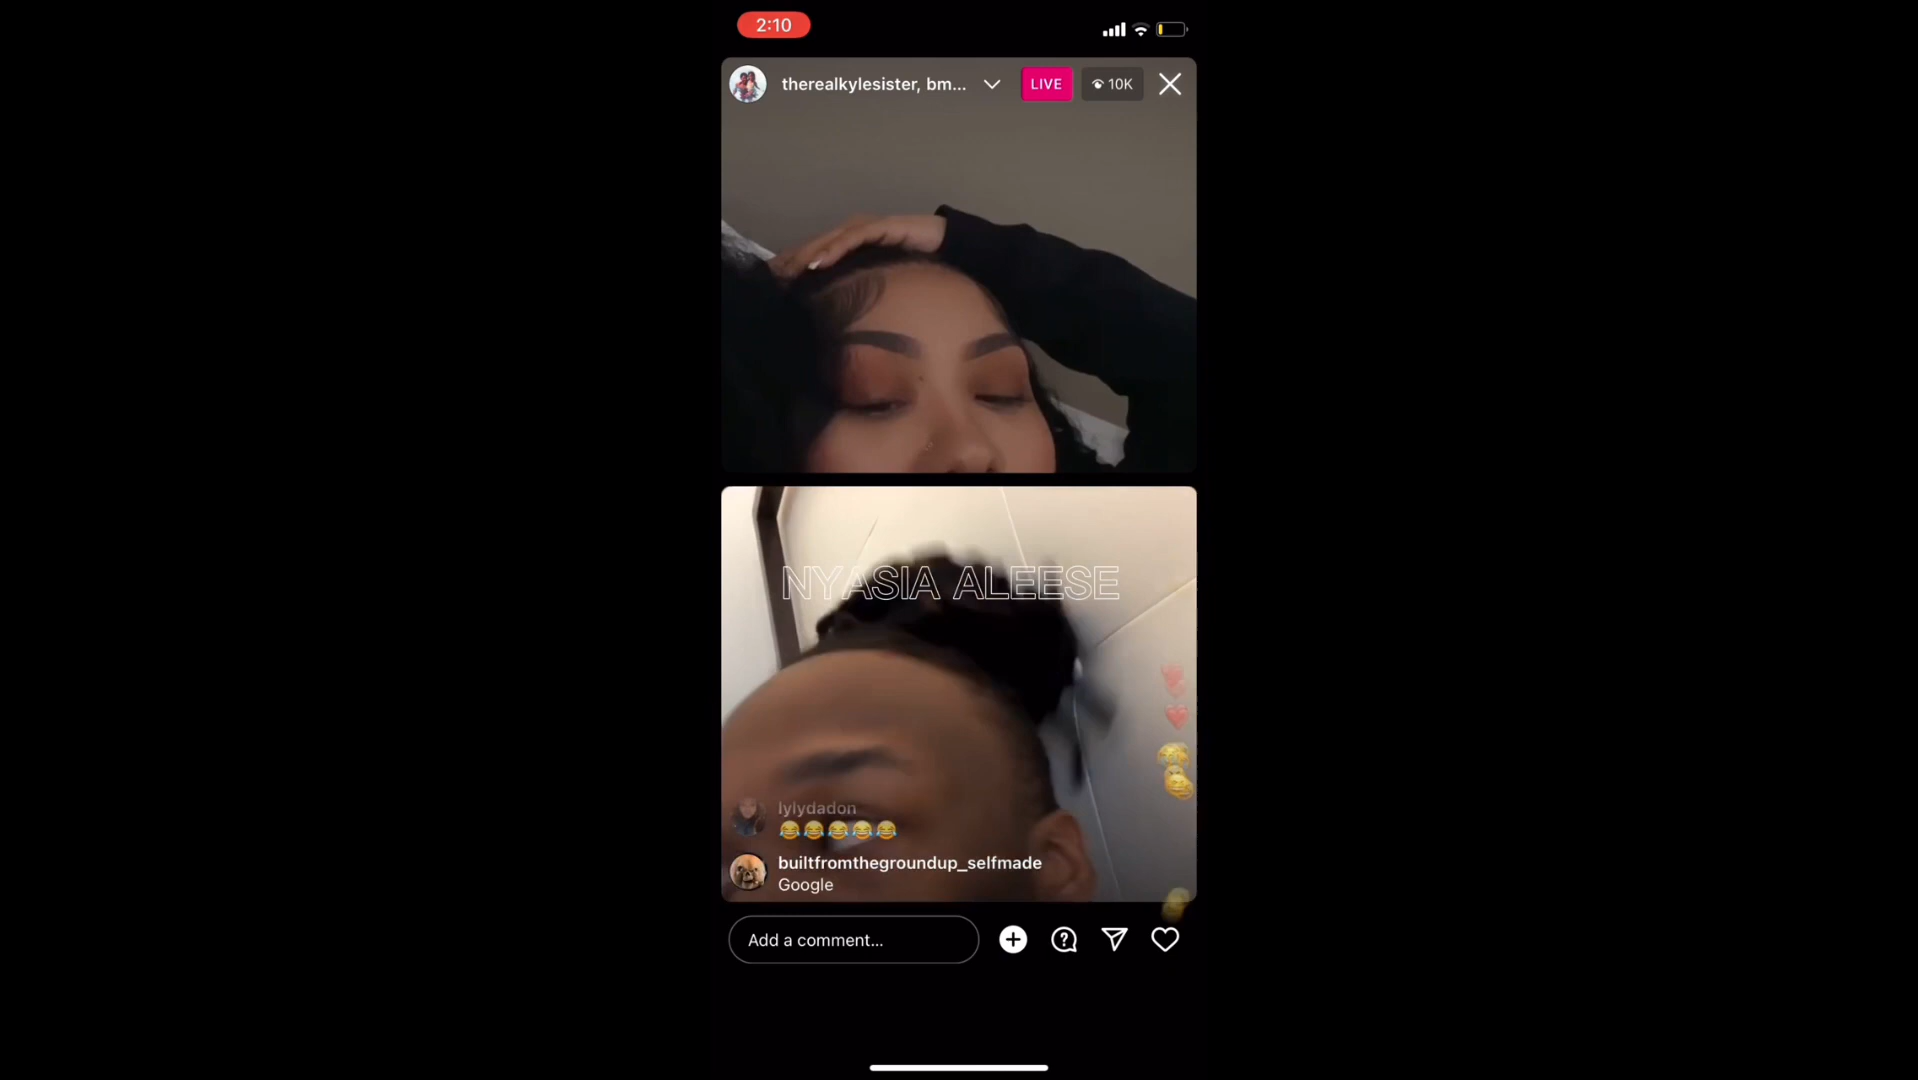 2:10
therealkylesister, bm...
LIVE
10K
NYASIA ALEESE
lylydadon
😂😂😂😂😂
builtfromthegroundup_selfmade
Google
Add a comment...